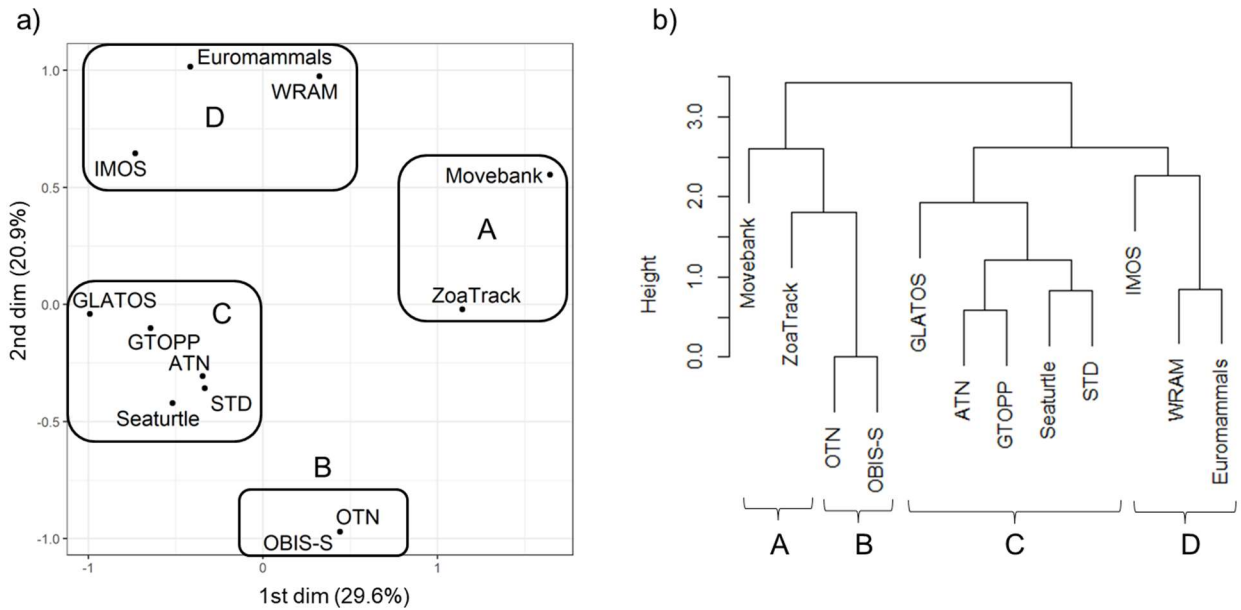 a)
2nd dim (20.9%)
1.0
0.5
0.0
-0.5
-1.0
-1
0
1
1st dim (29.6%)
Euromammals
WRAM
D
IMOS
Movebank
A
ZoaTrack
GLATOS
C
GTOPP
ATN
STD
Seaturtle
B
OTN
OBIS-S
b)
Height
3.0
2.0
1.0
0.0
Movebank
ZoaTrack
OTN
OBIS-S
GLATOS
ATN
GTOPP
Seaturtle
STD
IMOS
WRAM
Euromammals
A
B
C
D